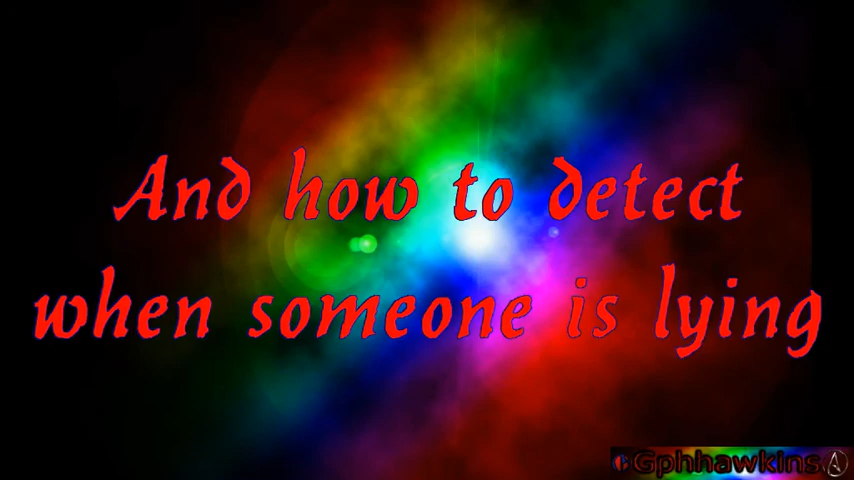 And how to detect
when someone is lying
Gphhawkins